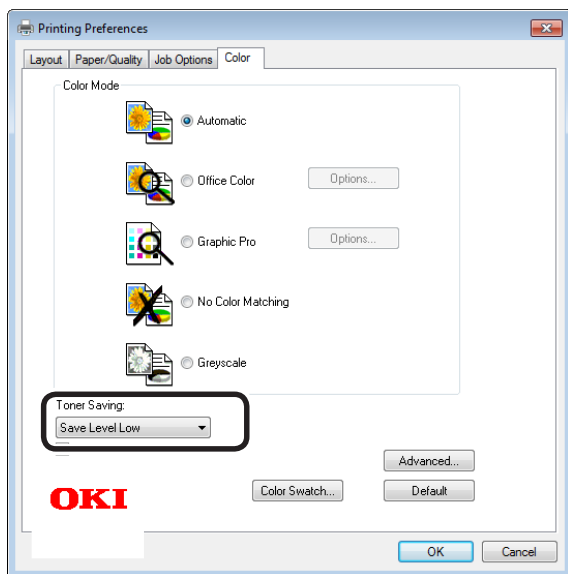 Printing Preferences
Layout Paper/Quality Job Options Color
Color Mode
Automatic
Office Color Options...
Graphic Pro Options...
No Color Matching
Greyscale
Toner Saving:
Save Level Low
Advanced...
OKI Color Swatch... Default
OK Cancel